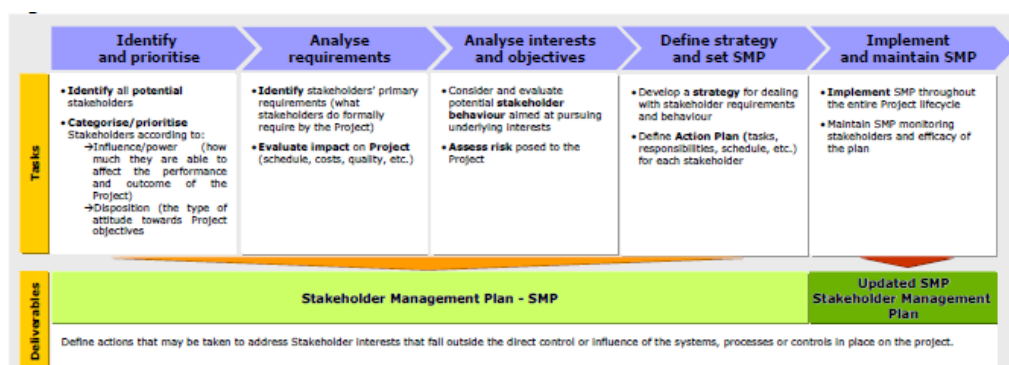 Identify
and prioritise
Analyse
requirements
Analyse interests
and objectives
Define strategy
and set SMP
Implement
and maintain SMP
Tasks
• Identify all potential
stakeholders
• Categorise/prioritise
Stakeholders according to:
→Influence/power (how
much they are able to
affect the performance
and outcome of the
Project)
→Disposition (the type of
attitude towards Project
objectives
• Identify stakeholders' primary
requirements (what
stakeholders do formally
require by the Project)
• Evaluate impact on Project
(schedule, costs, quality, etc.)
• Consider and evaluate
potential stakeholder
behaviour aimed at pursuing
underlying interests
• Assess risk posed to the
Project
• Develop a strategy for dealing
with stakeholder requirements
and behaviour
• Define Action Plan (tasks,
responsibilities, schedule, etc.)
for each stakeholder
• Implement SMP throughout
the entire Project lifecycle
• Maintain SMP monitoring
stakeholders and efficacy of
the plan
Deliverables
Stakeholder Management Plan - SMP
Updated SMP
Stakeholder Management
Plan
Define actions that may be taken to address Stakeholder interests that fall outside the direct control or influence of the systems, processes or controls in place on the project.